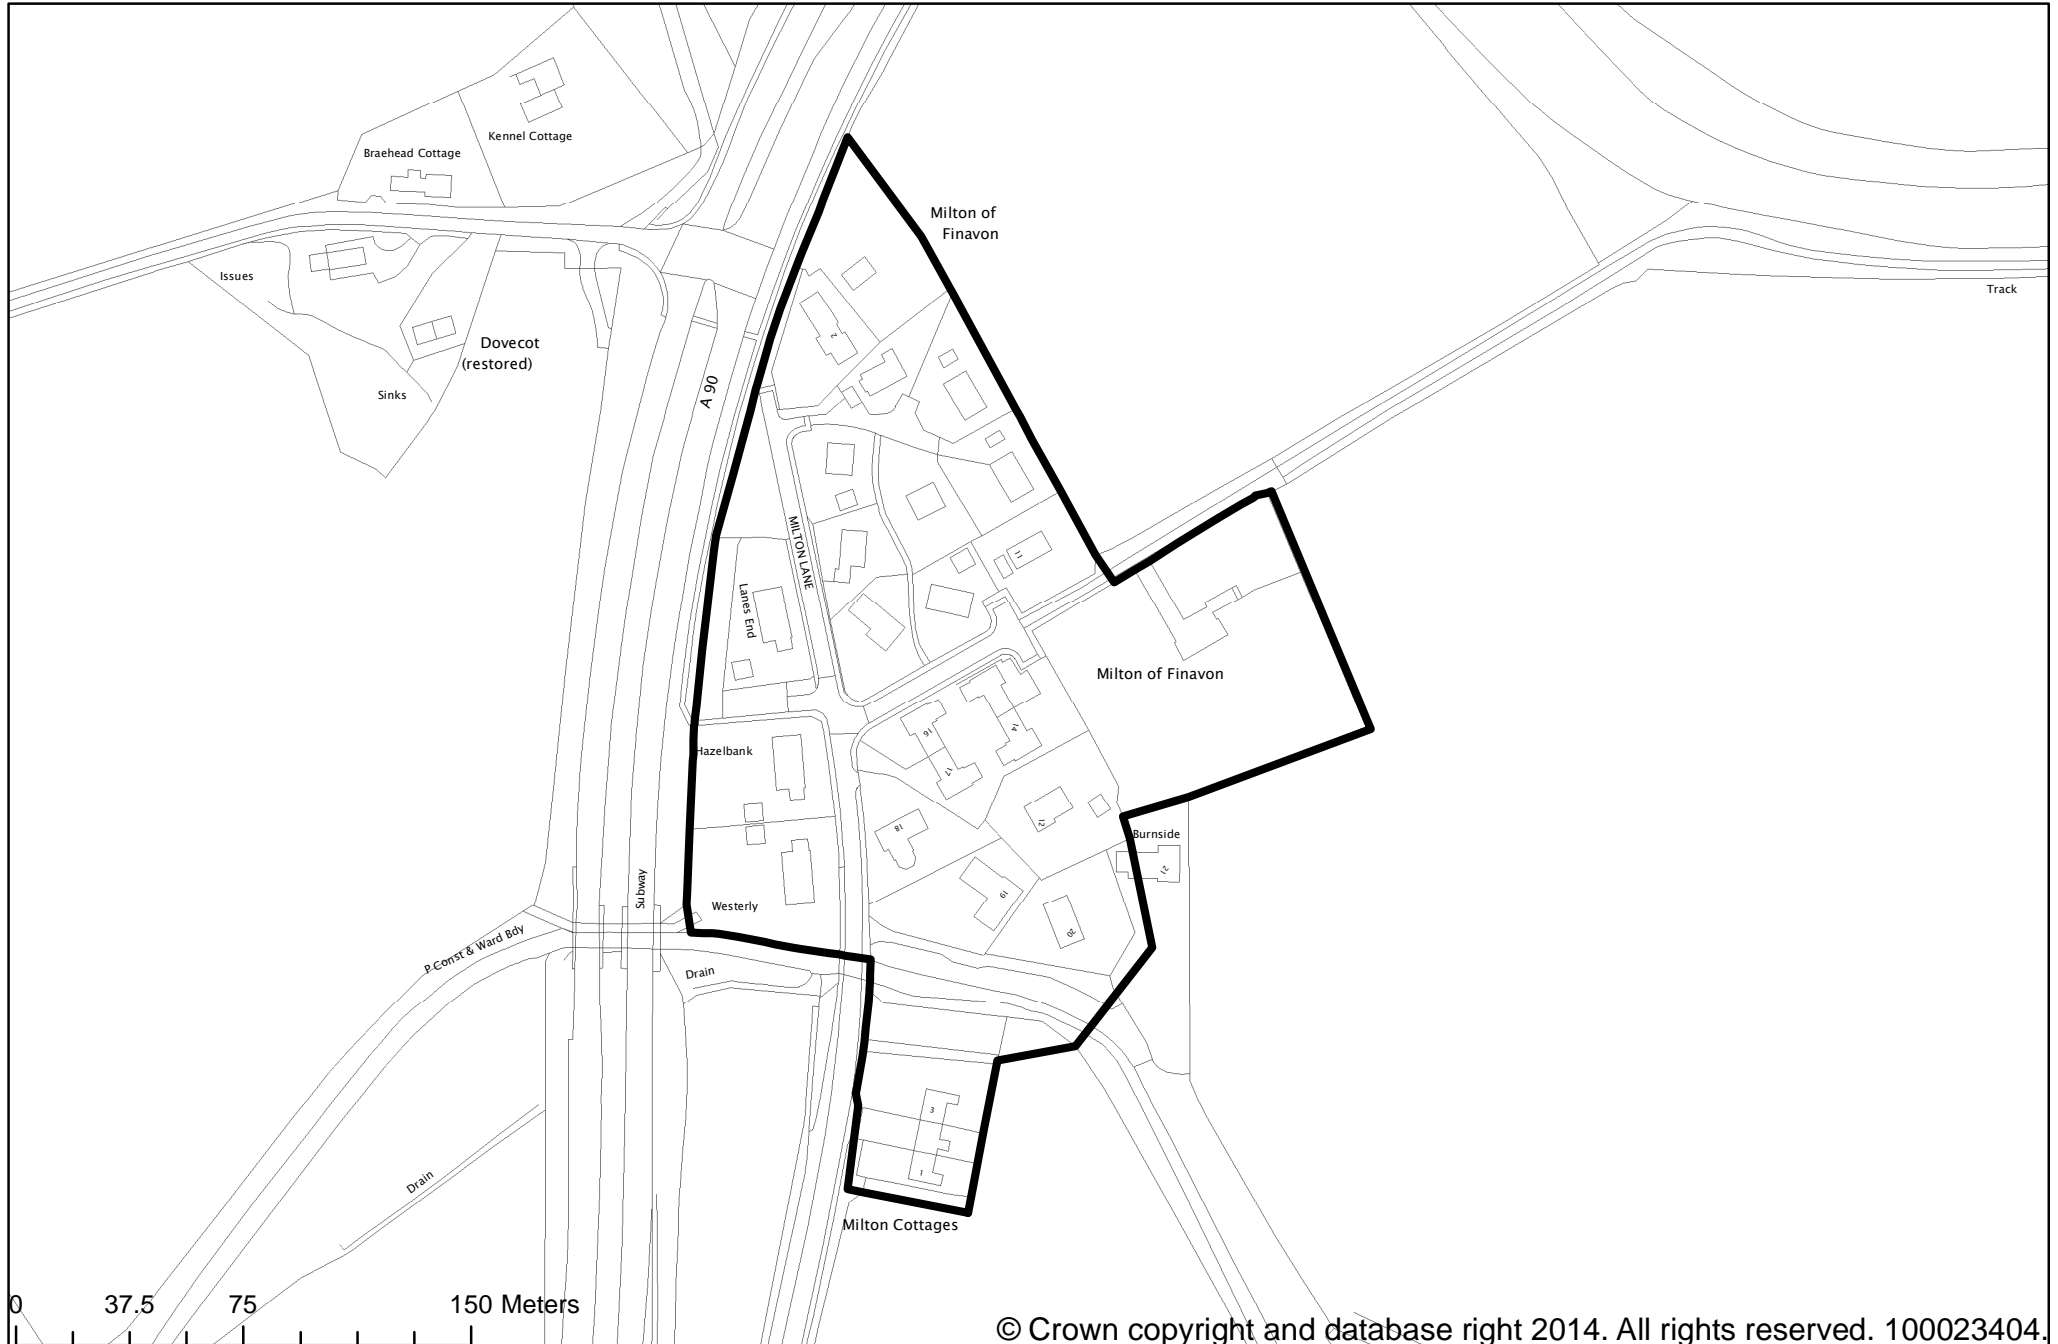 Kennel Cottage
Braehead Cottage
Milton of
Finavon
Issues
Track
Dovecot
(restored)
Sinks
A 90
2
MILTON LANE
11
Lanes End
Milton of Finavon
16
14
Hazelbank
17
12
18
Burnside
21
Subway
19
Westerly
20
P Const & Ward Bdy
Drain
3
1
Drain
Milton Cottages
0 37.5 75 150 Meters
© Crown copyright and database right 2014. All rights reserved. 100023404.